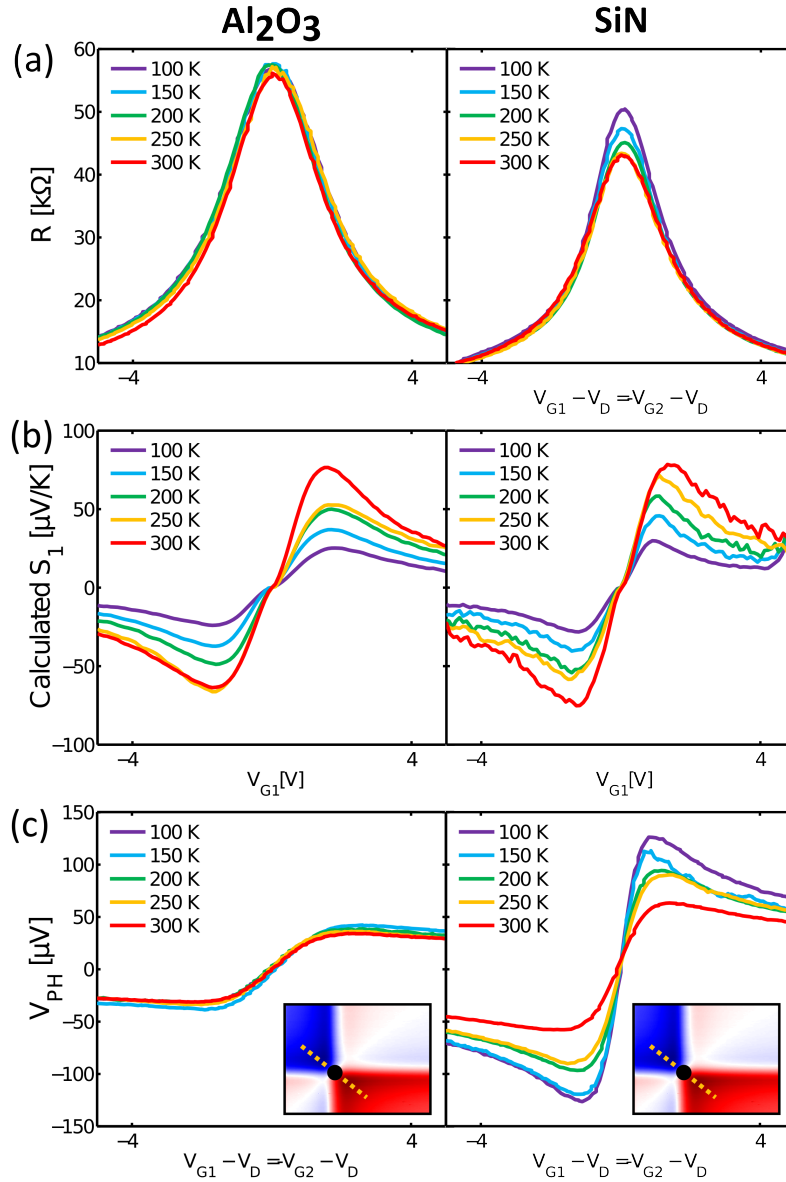 Al2O3 SiN
(a)
R [kΩ]
60
50
40
30
20
10
100 K
150 K
200 K
250 K
300 K
−4 4
100 K
150 K
200 K
250 K
300 K
−4 4
VG1 −VD =-VG2 −VD
(b)
Calculated S1 [μV/K]
100
50
0
−50
−100
100 K
150 K
200 K
250 K
300 K
−4 4
VG1[V]
100 K
150 K
200 K
250 K
300 K
−4 4
VG1[V]
(c)
VPH [μV]
150
100
50
0
−50
−100
−150
100 K
150 K
200 K
250 K
300 K
−4 4
VG1 −VD =-VG2 −VD
100 K
150 K
200 K
250 K
300 K
−4 4
VG1 −VD =-VG2 −VD